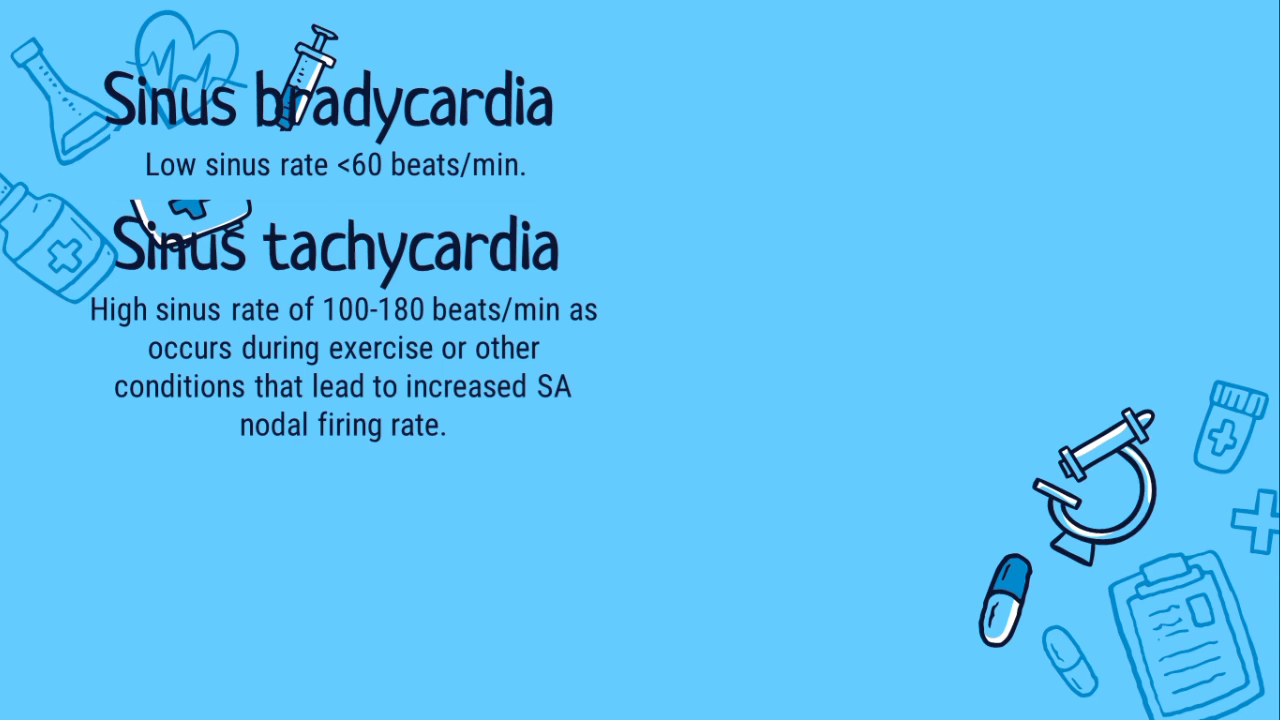 Sinus bradycardia
Low sinus rate <60 beats/min.
Sinus tachycardia
High sinus rate of 100-180 beats/min as
occurs during exercise or other
conditions that lead to increased SA
nodal firing rate.